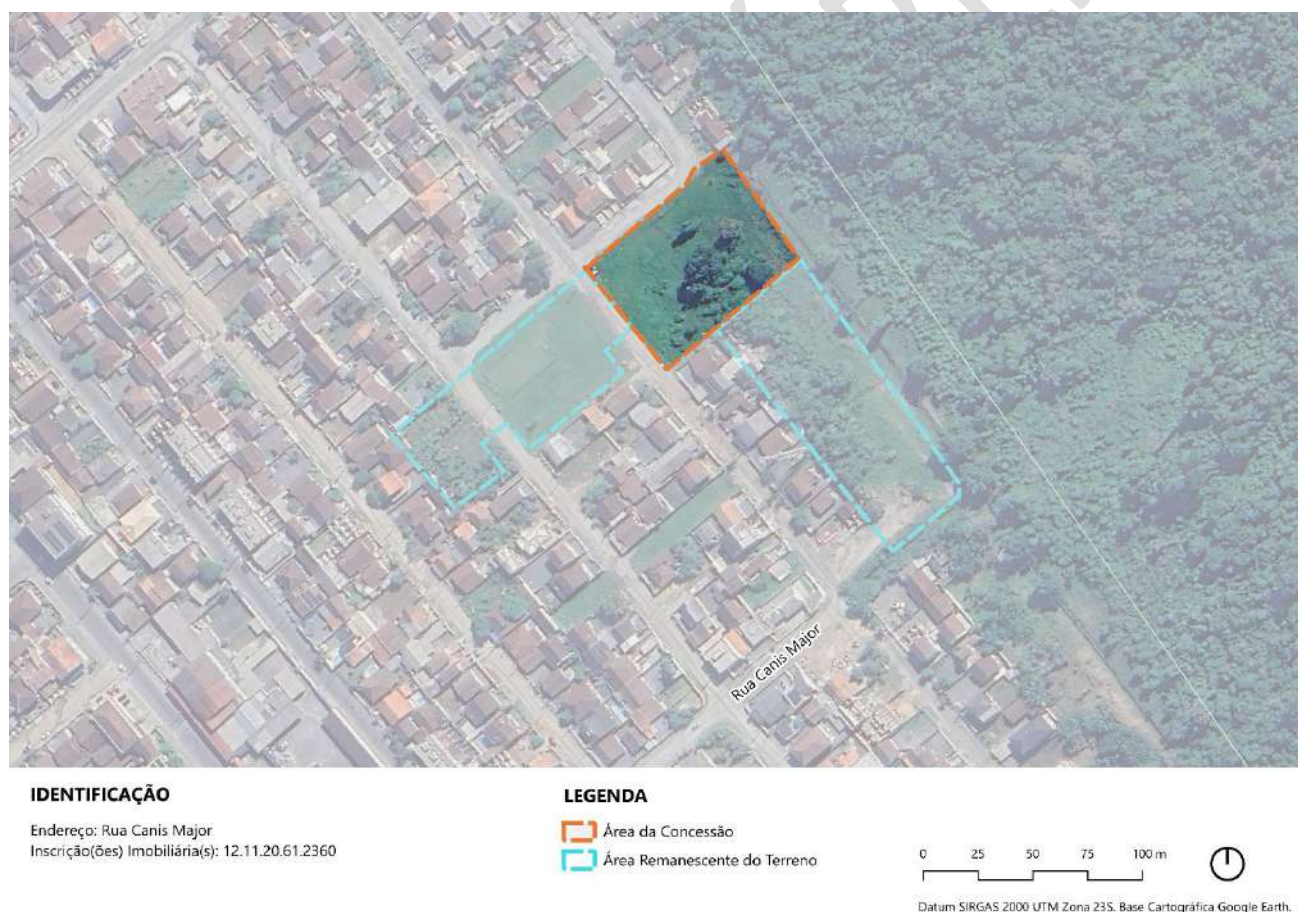 Rua Canis Major
IDENTIFICAÇÃO
Endereço: Rua Canis Major
Inscrição(ões) Imobiliária(s): 12.11.20.61.2360
LEGENDA
Área da Concessão
Área Remanescente do Terreno
0 25 50 75 100 m
Datum SIRGAS 2000 UTM Zona 23S. Base Cartográfica Google Earth.